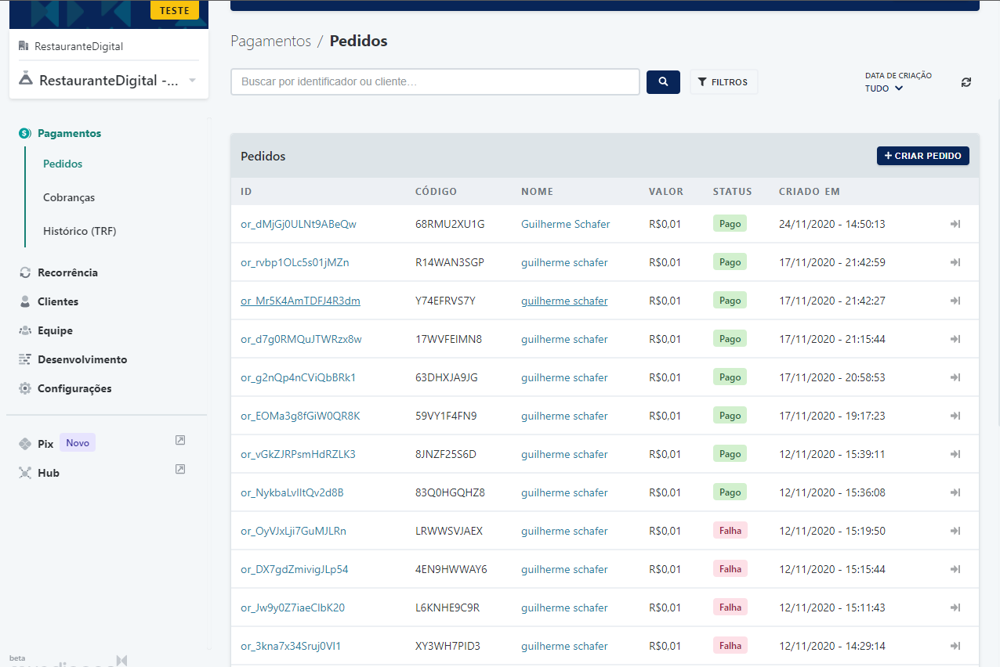 TESTE
RestauranteDigital
RestauranteDigital -...
Pagamentos
Pedidos
Cobranças
Histórico (TRF)
Recorrência
Clientes
Equipe
Desenvolvimento
Configurações
Pix Novo
Hub
beta
Pagamentos / Pedidos
Buscar por identificador ou cliente...
FILTROS
DATA DE CRIAÇÃO
TUDO
Pedidos
+ CRIAR PEDIDO
ID CÓDIGO NOME VALOR STATUS CRIADO EM
or_dMjGj0ULNt9ABeQw 68RMU2XU1G Guilherme Schafer R$0,01 Pago 24/11/2020 - 14:50:13
or_rvbp1OLc5s01jMZn R14WAN3SGP guilherme schafer R$0,01 Pago 17/11/2020 - 21:42:59
or_Mr5K4AmTDFJ4R3dm Y74EFRVS7Y guilherme schafer R$0,01 Pago 17/11/2020 - 21:42:27
or_d7g0RMQuJTWRzx8w 17WVFEIMN8 guilherme schafer R$0,01 Pago 17/11/2020 - 21:15:44
or_g2nQp4nCViQbBRk1 63DHXJA9JG guilherme schafer R$0,01 Pago 17/11/2020 - 20:58:53
or_EOMa3g8fGiW0QR8K 59VY1F4FN9 guilherme schafer R$0,01 Pago 17/11/2020 - 19:17:23
or_vGkZJRPsmHdRZLK3 8JNZF25S6D guilherme schafer R$0,01 Pago 12/11/2020 - 15:39:11
or_NykbaLvIItQv2d8B 83Q0HGQHZ8 guilherme schafer R$0,01 Pago 12/11/2020 - 15:36:08
or_OyVJxLji7GuMJLRn LRWWSVJAEX guilherme schafer R$0,01 Falha 12/11/2020 - 15:19:50
or_DX7gdZmivigJLp54 4EN9HWWAY6 guilherme schafer R$0,01 Falha 12/11/2020 - 15:15:44
or_Jw9y0Z7iaeClbK20 L6KNHE9C9R guilherme schafer R$0,01 Falha 12/11/2020 - 15:11:43
or_3kna7x34Sruj0VI1 XY3WH7PID3 guilherme schafer R$0,01 Falha 12/11/2020 - 14:29:14